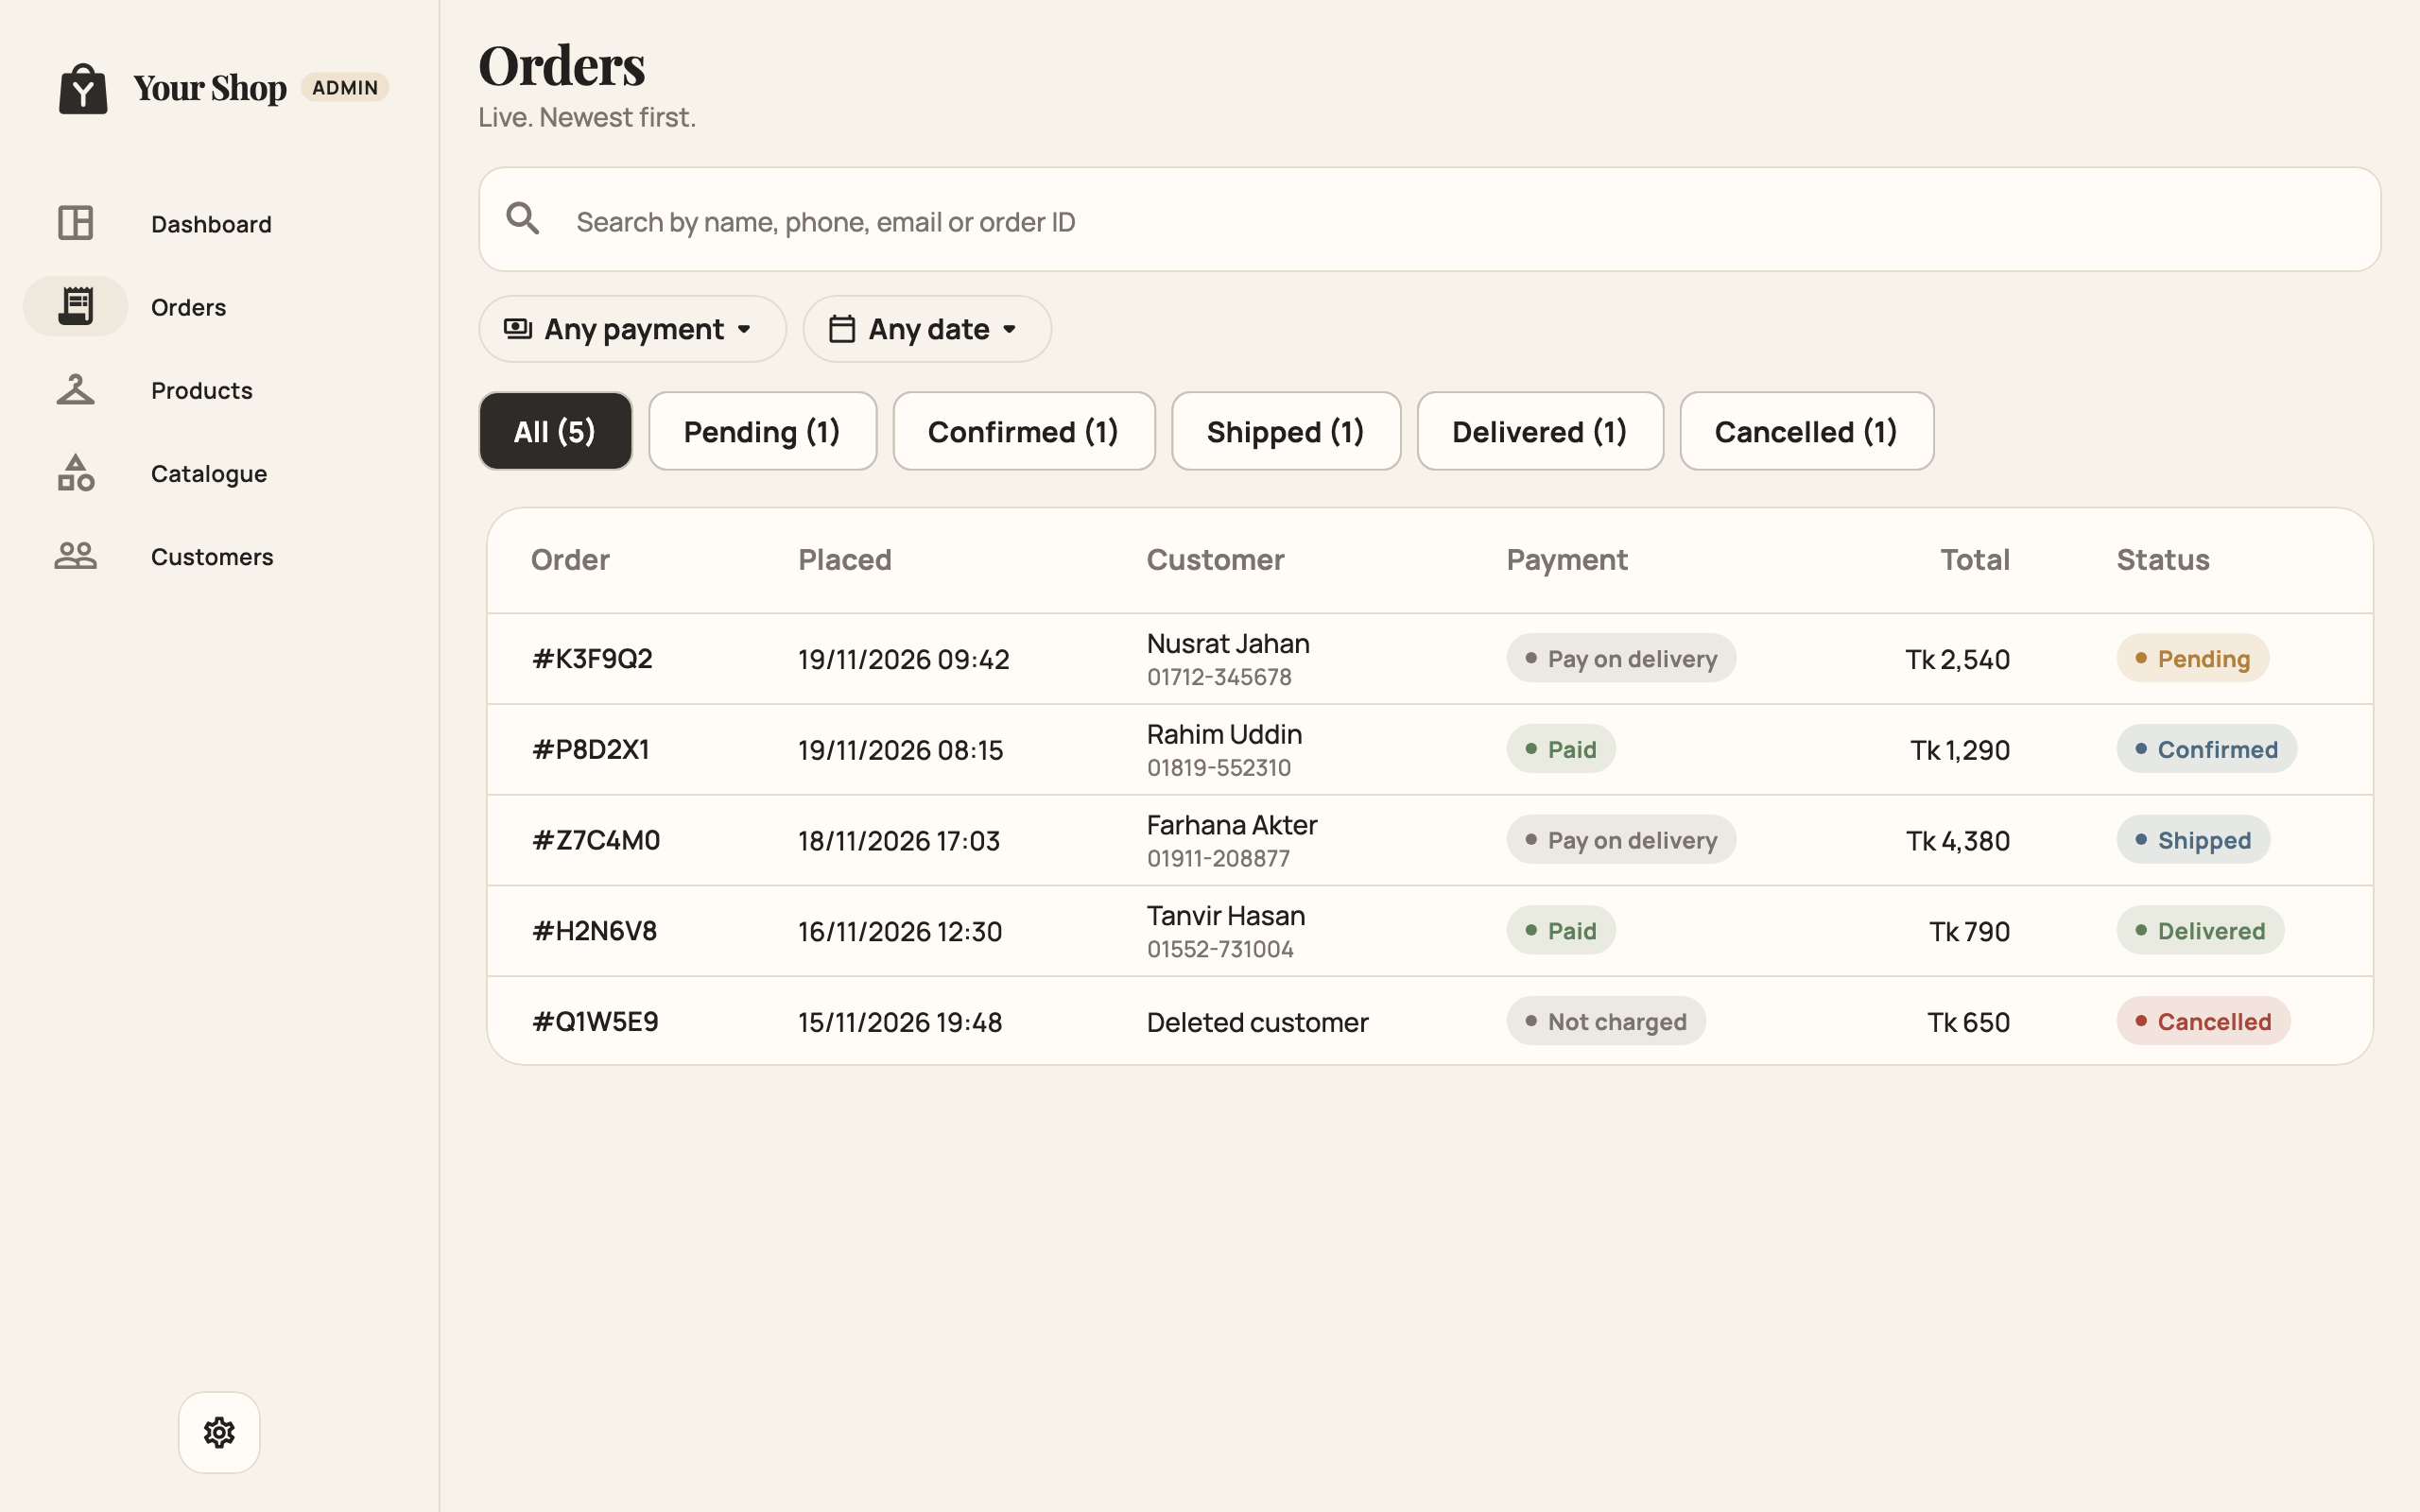 Your Shop ADMIN
Dashboard
Orders
Products
Catalogue
Customers
Orders
Live. Newest first.
Search by name, phone, email or order ID
Any payment Any date
All (5) Pending (1) Confirmed (1) Shipped (1) Delivered (1) Cancelled (1)
Order Placed Customer Payment Total Status
#K3F9Q2 19/11/2026 09:42 Nusrat Jahan Pay on delivery Tk 2,540 Pending
01712-345678
#P8D2X1 19/11/2026 08:15 Rahim Uddin Paid Tk 1,290 Confirmed
01819-552310
#Z7C4M0 18/11/2026 17:03 Farhana Akter Pay on delivery Tk 4,380 Shipped
01911-208877
#H2N6V8 16/11/2026 12:30 Tanvir Hasan Paid Tk 790 Delivered
01552-731004
#Q1W5E9 15/11/2026 19:48 Deleted customer Not charged Tk 650 Cancelled